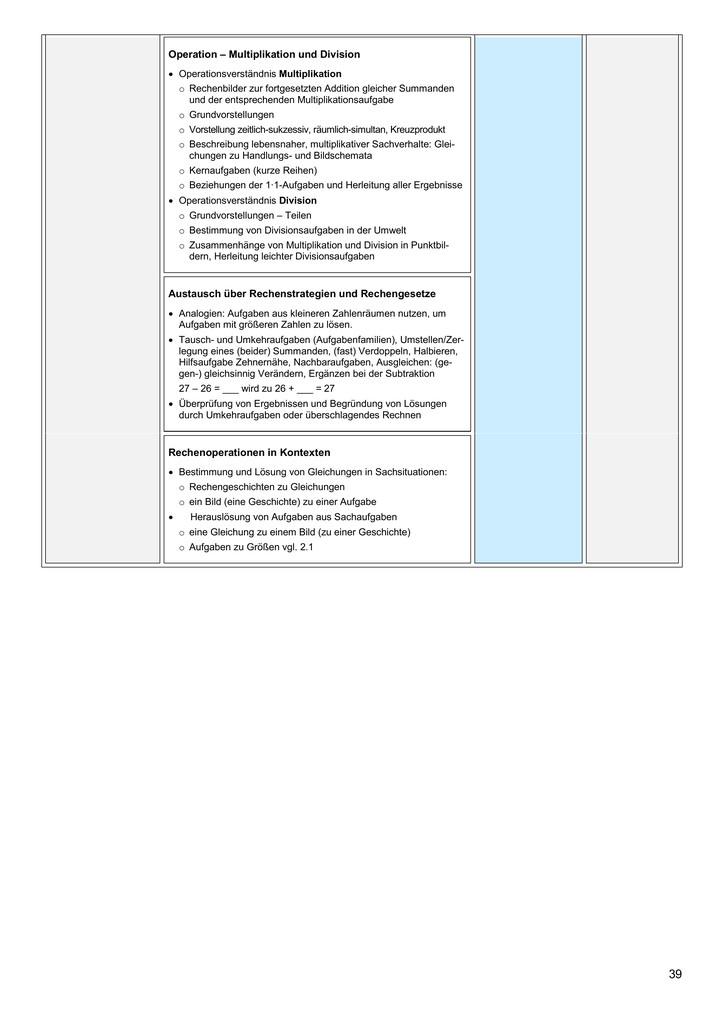 Operation – Multiplikation und Division
• Operationsverständnis Multiplikation
o Rechenbilder zur fortgesetzten Addition gleicher Summanden
und der entsprechenden Multiplikationsaufgabe
o Grundvorstellungen
o Vorstellung zeitlich-sukzessiv, räumlich-simultan, Kreuzprodukt
o Beschreibung lebensnaher, multiplikativer Sachverhalte: Glei-
chungen zu Handlungs- und Bildschemata
o Kernaufgaben (kurze Reihen)
o Beziehungen der 1·1-Aufgaben und Herleitung aller Ergebnisse
• Operationsverständnis Division
o Grundvorstellungen – Teilen
o Bestimmung von Divisionsaufgaben in der Umwelt
o Zusammenhänge von Multiplikation und Division in Punktbil-
dern, Herleitung leichter Divisionsaufgaben
Austausch über Rechenstrategien und Rechengesetze
• Analogien: Aufgaben aus kleineren Zahlenräumen nutzen, um
Aufgaben mit größeren Zahlen zu lösen.
• Tausch- und Umkehraufgaben (Aufgabenfamilien), Umstellen/Zer-
legung eines (beider) Summanden, (fast) Verdoppeln, Halbieren,
Hilfsaufgabe Zehnernähe, Nachbaraufgaben, Ausgleichen: (ge-
gen-) gleichsinnig Verändern, Ergänzen bei der Subtraktion
27 – 26 = ___ wird zu 26 + ___ = 27
• Überprüfung von Ergebnissen und Begründung von Lösungen
durch Umkehraufgaben oder überschlagendes Rechnen
Rechenoperationen in Kontexten
• Bestimmung und Lösung von Gleichungen in Sachsituationen:
o Rechengeschichten zu Gleichungen
o ein Bild (eine Geschichte) zu einer Aufgabe
• Herauslösung von Aufgaben aus Sachaufgaben
o eine Gleichung zu einem Bild (zu einer Geschichte)
o Aufgaben zu Größen vgl. 2.1
39